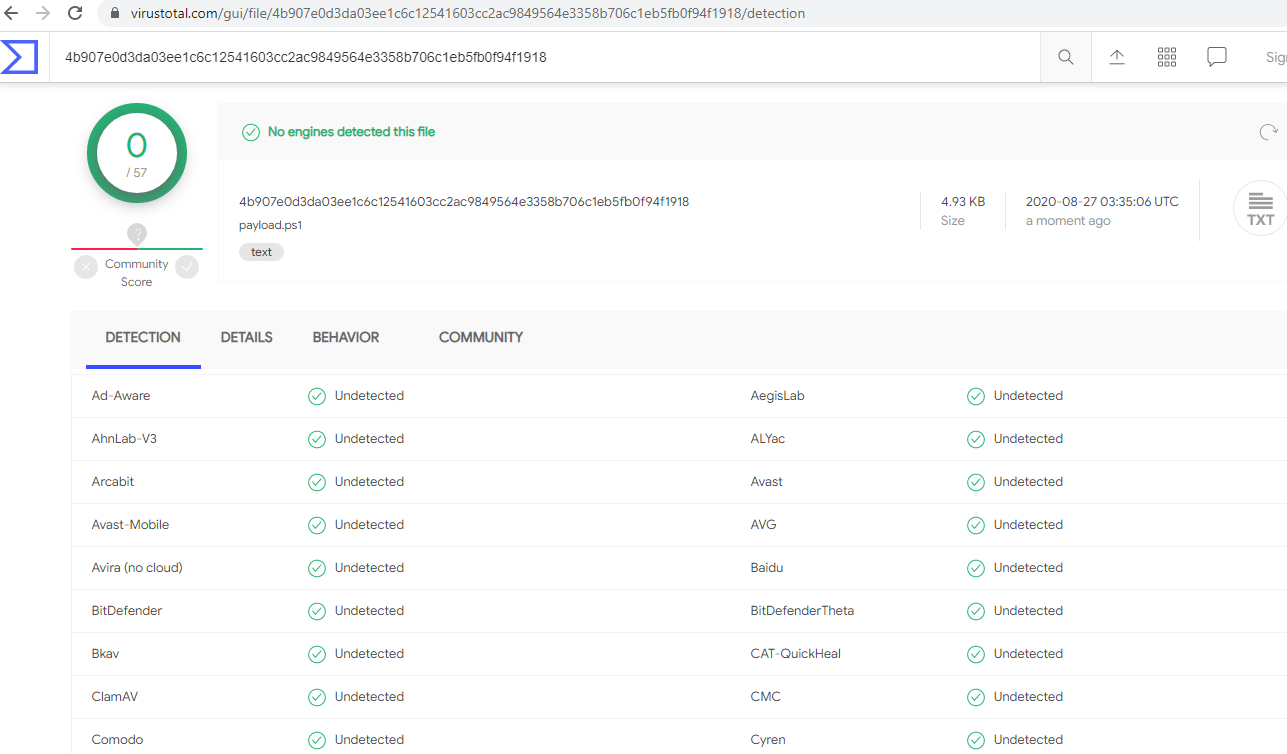 virustotal.com/gui/file/4b907e0d3da03ee1c6c12541603cc2ac9849564e3358b706c1eb5fb0f94f1918/detection
4b907e0d3da03ee1c6c12541603cc2ac9849564e3358b706c1eb5fb0f94f1918
Sig
0
/ 57
No engines detected this file
4b907e0d3da03ee1c6c12541603cc2ac9849564e3358b706c1eb5fb0f94f1918
payload.ps1
text
4.93 KB
Size
2020-08-27 03:35:06 UTC
a moment ago
TXT
?
Community
Score
DETECTION DETAILS BEHAVIOR COMMUNITY
Ad-Aware Undetected AegisLab Undetected
AhnLab-V3 Undetected ALYac Undetected
Arcabit Undetected Avast Undetected
Avast-Mobile Undetected AVG Undetected
Avira (no cloud) Undetected Baidu Undetected
BitDefender Undetected BitDefenderTheta Undetected
Bkav Undetected CAT-QuickHeal Undetected
ClamAV Undetected CMC Undetected
Comodo Undetected Cyren Undetected